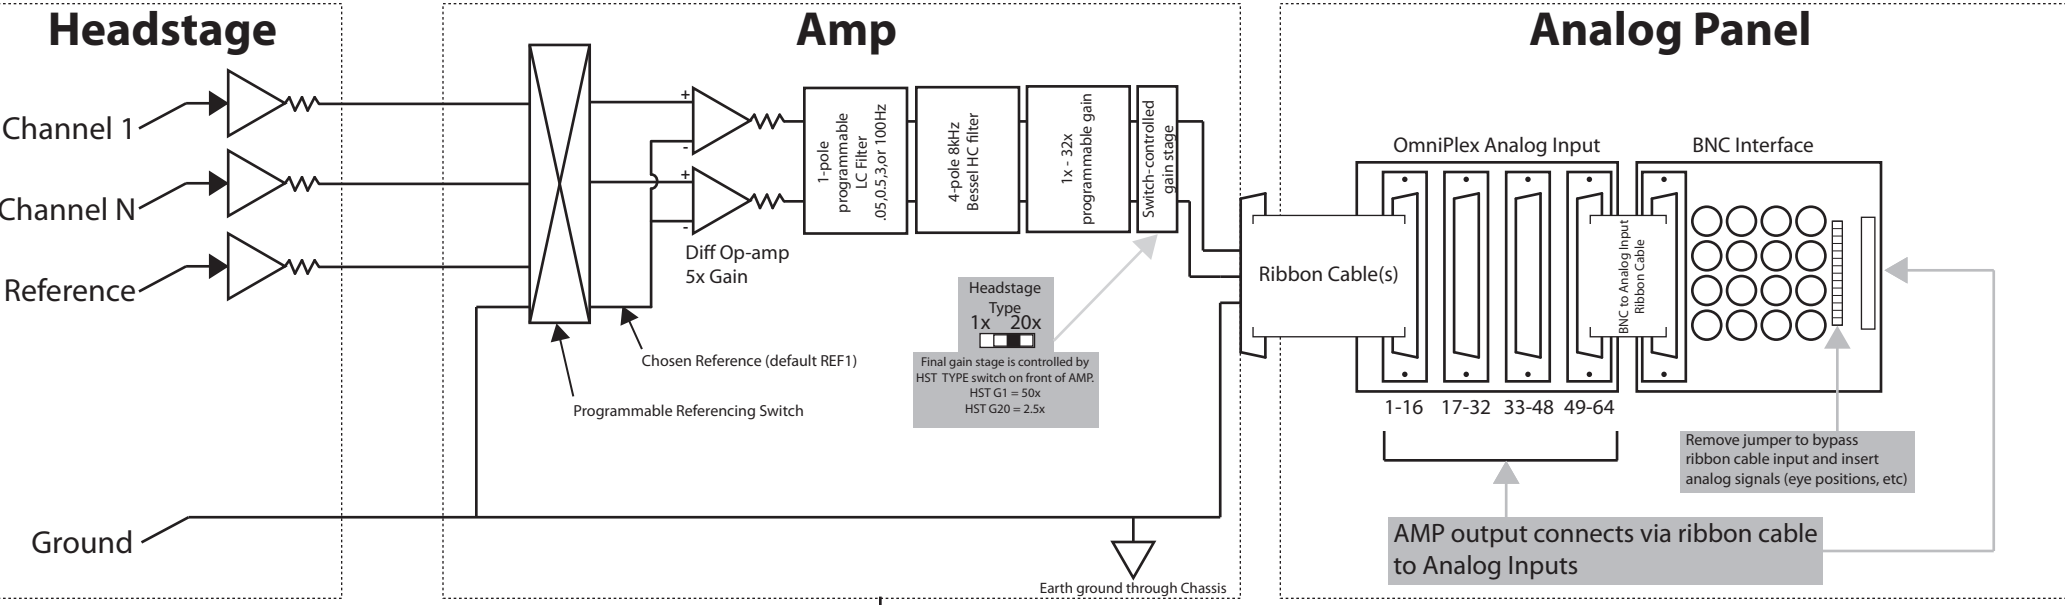 Headstage
Amp
Analog Panel
Channel 1
Channel N
Reference
Ground
+
-
+
-
Diff Op-amp
5x Gain
1-pole
programmable
LC Filter
.05,0.5,3,or 100Hz
4-pole 8kHz
Bessel HC filter
1x - 32x
programmable gain
Switch-controlled
gain stage
Chosen Reference (default REF1)
Programmable Referencing Switch
Headstage
Type
1x 20x
Final gain stage is controlled by
HST TYPE switch on front of AMP.
HST G1 = 50x
HST G20 = 2.5x
Earth ground through Chassis
Ribbon Cable(s)
OmniPlex Analog Input
BNC Interface
BNC to Analog Input
Ribbon Cable
1-16 17-32 33-48 49-64
Remove jumper to bypass
ribbon cable input and insert
analog signals (eye positions, etc)
AMP output connects via ribbon cable
to Analog Inputs